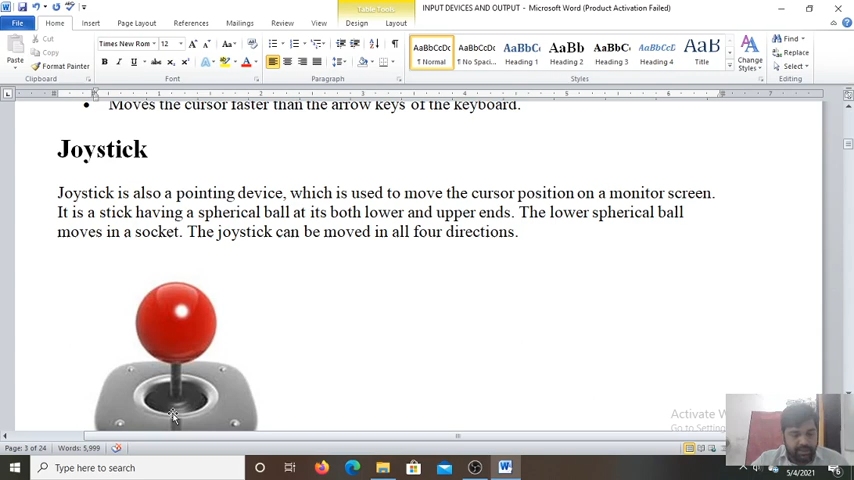 INPUT DEVICES AND OUTPUT - Microsoft Word (Product Activation Failed)
Table Tools
File Home Insert Page Layout References Mailings Review View Design Layout
Cut
Copy
Format Painter
Paste
Times New Rom 12
AaBbCcDc AaBbCcDc AaBbC AaBb AaBbC AaBbCc AaB
¶ Normal ¶ No Spaci... Heading 1 Heading 2 Heading 3 Heading 4 Title
Change
Styles
Find
Replace
Select
Clipboard Font Paragraph Styles Editing
Moves the cursor faster than the arrow keys of the keyboard.
Joystick
Joystick is also a pointing device, which is used to move the cursor position on a monitor screen.
It is a stick having a spherical ball at its both lower and upper ends. The lower spherical ball
moves in a socket. The joystick can be moved in all four directions.
Activate W
Go to Setting
Page: 3 of 24 Words: 5,999
Type here to search
5/4/2021